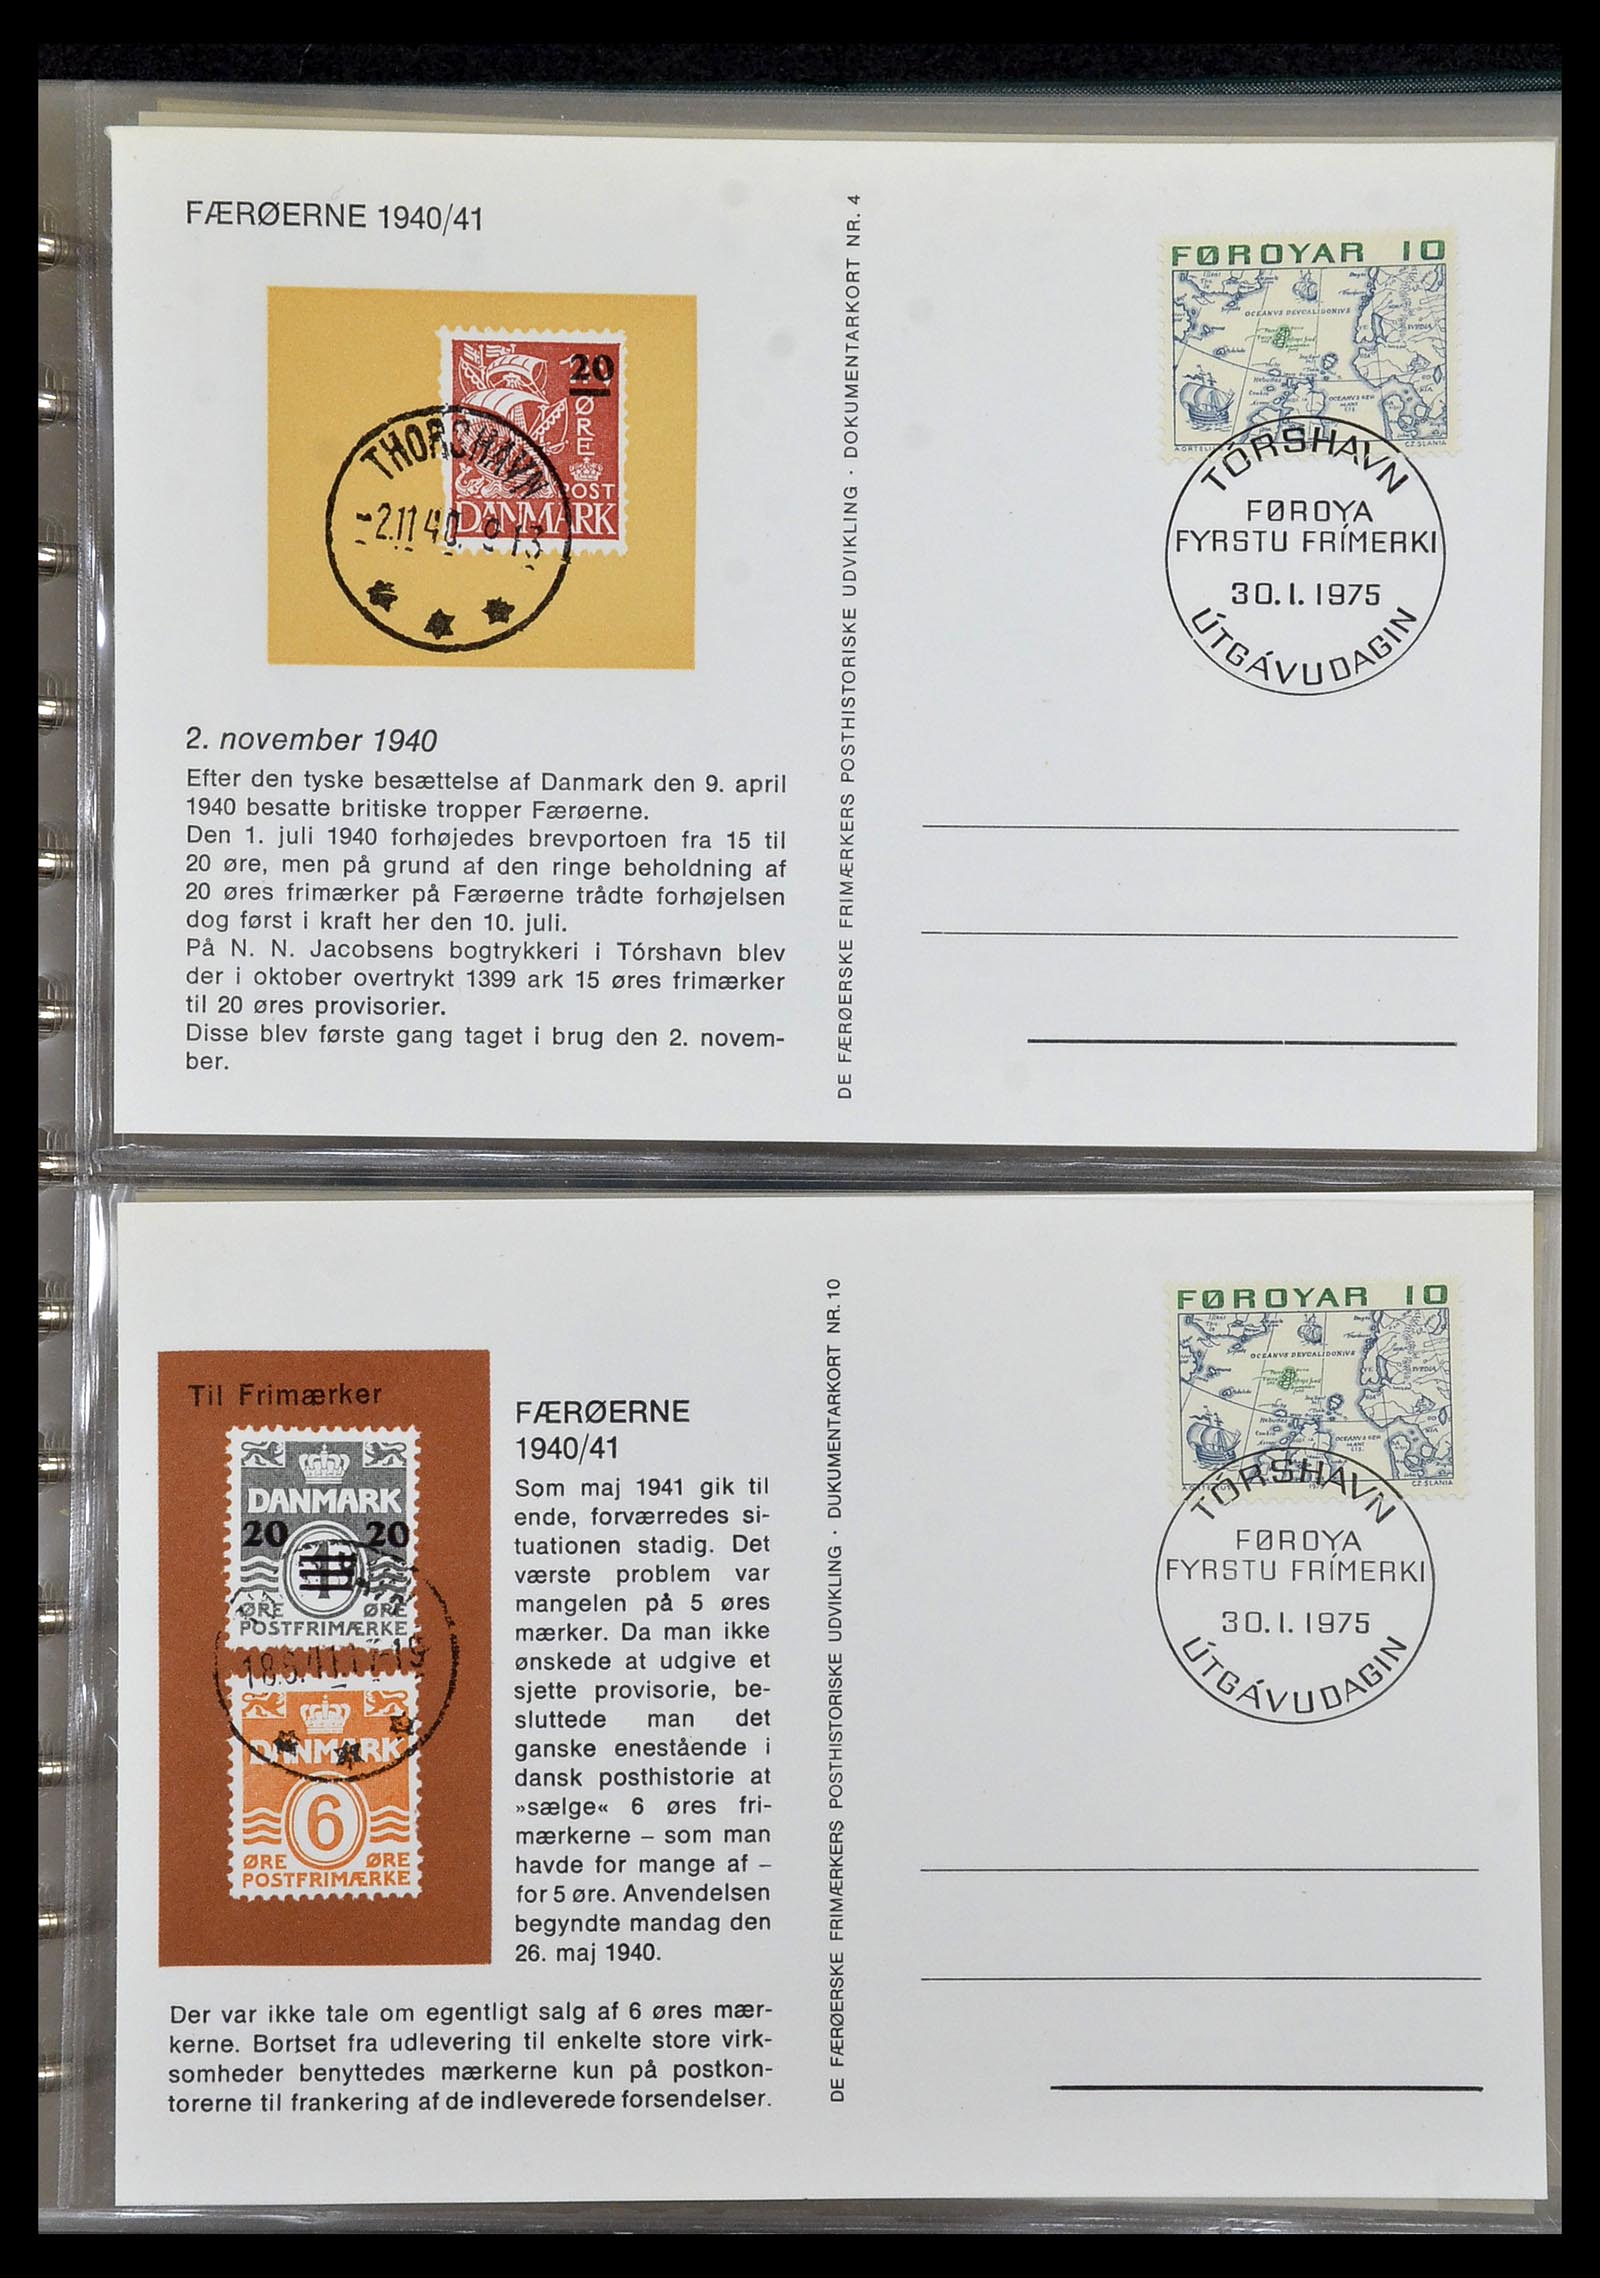 FÆRØERNE 1940/41
20
ØRE
POST
DANMARK
THORSHAVN
-2.11 40. 9 13
2. november 1940
Efter den tyske besættelse af Danmark den 9. april
1940 besatte britiske tropper Færøerne.
Den 1. juli 1940 forhøjedes brevportoen fra 15 til
20 øre, men på grund af den ringe beholdning af
20 øres frimærker på Færøerne trådte forhøjelsen
dog først i kraft her den 10. juli.
På N. N. Jacobsens bogtrykkeri i Tórshavn blev
der i oktober overtrykt 1399 ark 15 øres frimærker
til 20 øres provisorier.
Disse blev første gang taget i brug den 2. novem-
ber.
DE FÆRØERSKE FRIMÆRKERS POSTHISTORISKE UDVIKLING · DOKUMENTARKORT NR. 4
FØROYAR 10
OCEANVS DEVCALIDONIVS
CZ.SLANIA
TÓRSHAVN
FØROYA
FYRSTU FRÍMERKI
30.1.1975
ÚTGÁVUDAGIN
Til Frimærker
DANMARK
20 20
1
ØRE ØRE
POSTFRIMÆRKE
DANMARK
6
ØRE ØRE
POSTFRIMÆRKE
FÆRØERNE
1940/41
Som maj 1941 gik til
ende, forværredes si-
tuationen stadig. Det
værste problem var
mangelen på 5 øres
mærker. Da man ikke
ønskede at udgive et
sjette provisorie, be-
sluttede man det
ganske enestående i
dansk posthistorie at
»sælge« 6 øres fri-
mærkerne – som man
havde for mange af –
for 5 øre. Anvendelsen
begyndte mandag den
26. maj 1940.
Der var ikke tale om egentligt salg af 6 øres mær-
kerne. Bortset fra udlevering til enkelte store virk-
somheder benyttedes mærkerne kun på postkon-
torerne til frankering af de indleverede forsendelser.
DE FÆRØERSKE FRIMÆRKERS POSTHISTORISKE UDVIKLING · DUKUMENTARKORT NR. 10
FØROYAR 10
OCEANVS DEVCALIDONIVS
CZ.SLANIA
TÓRSHAVN
FØROYA
FYRSTU FRÍMERKI
30.1.1975
ÚTGÁVUDAGIN